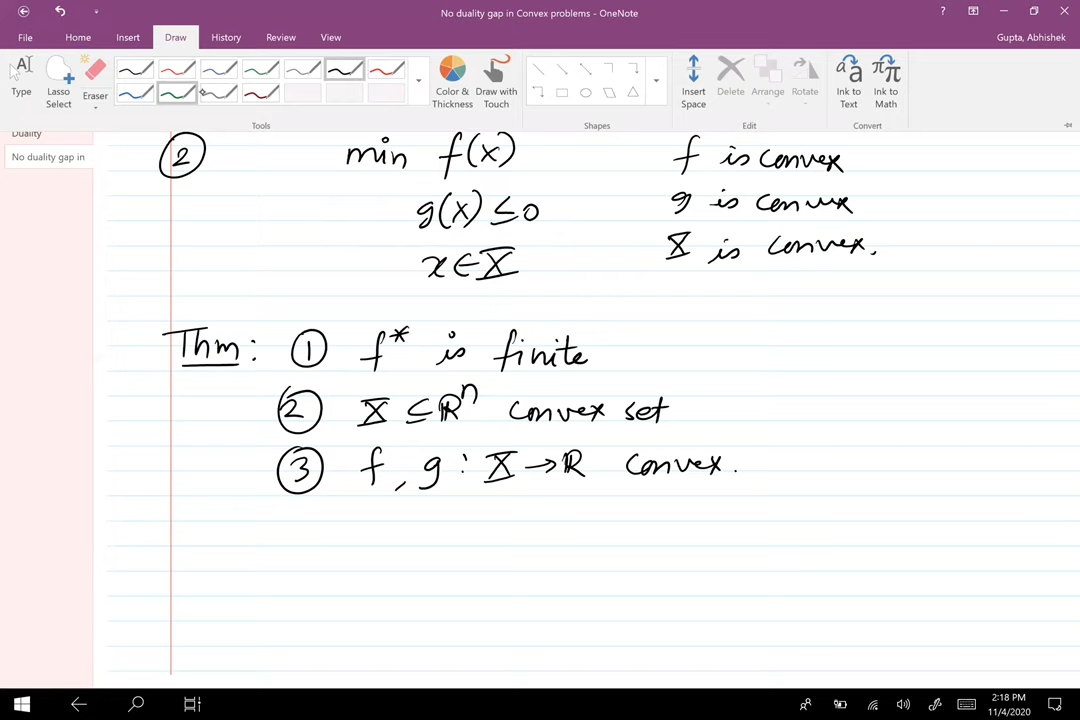 No duality gap in Convex problems - OneNote
File Home Insert Draw History Review View Gupta, Abhishek
Type Lasso Select Eraser Color & Thickness Draw with Touch Insert Space Delete Arrange Rotate Ink to Text Ink to Math
Tools Shapes Edit Convert
Duality
No duality gap in
② min f(x) f is convex
g(x) ≤ 0 g is convex
x ∈ X X is convex.
Thm: ① f* is finite
② X ⊆ ℝⁿ convex set
③ f, g : X → ℝ convex.
2:18 PM
11/4/2020